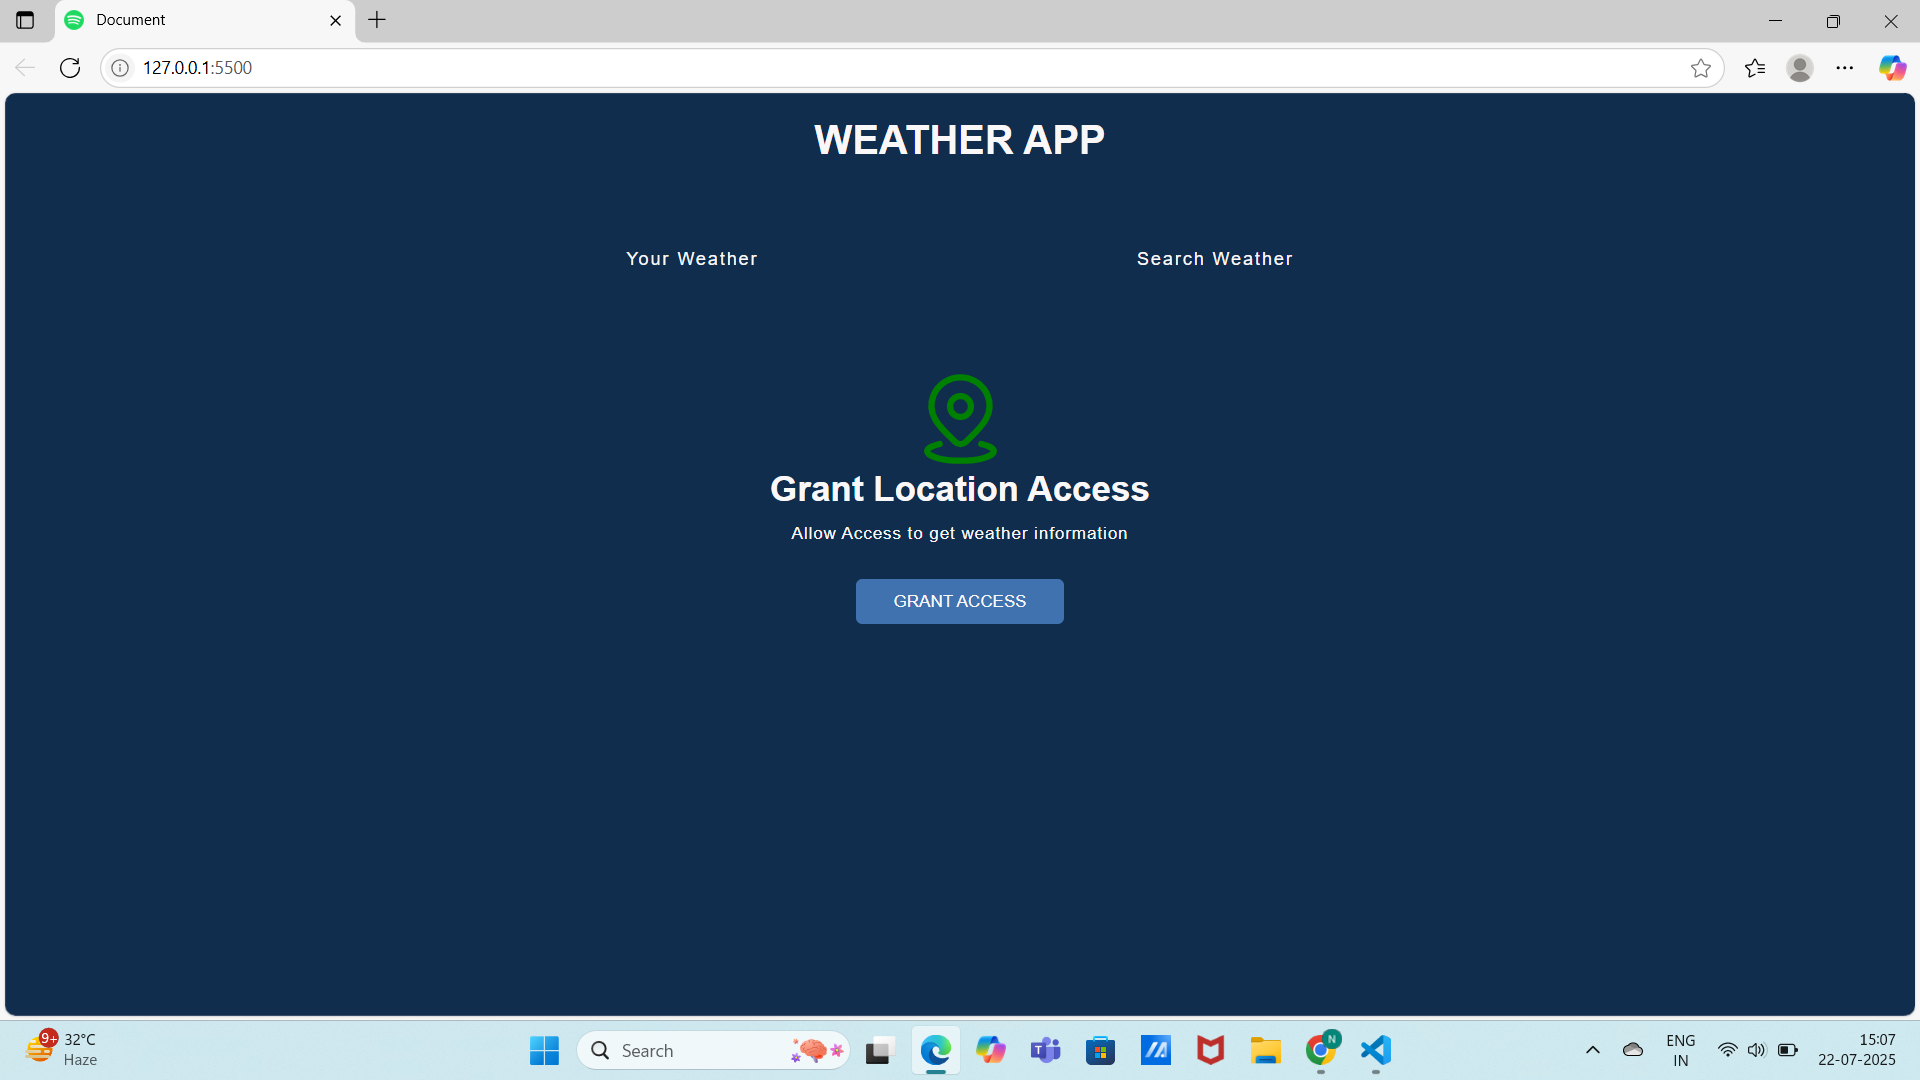 Document
127.0.0.1:5500
WEATHER APP
Your Weather
Search Weather
Grant Location Access
Allow Access to get weather information
GRANT ACCESS
9+
32°C
Haze
Search
T
N
ENG
IN
15:07
22-07-2025